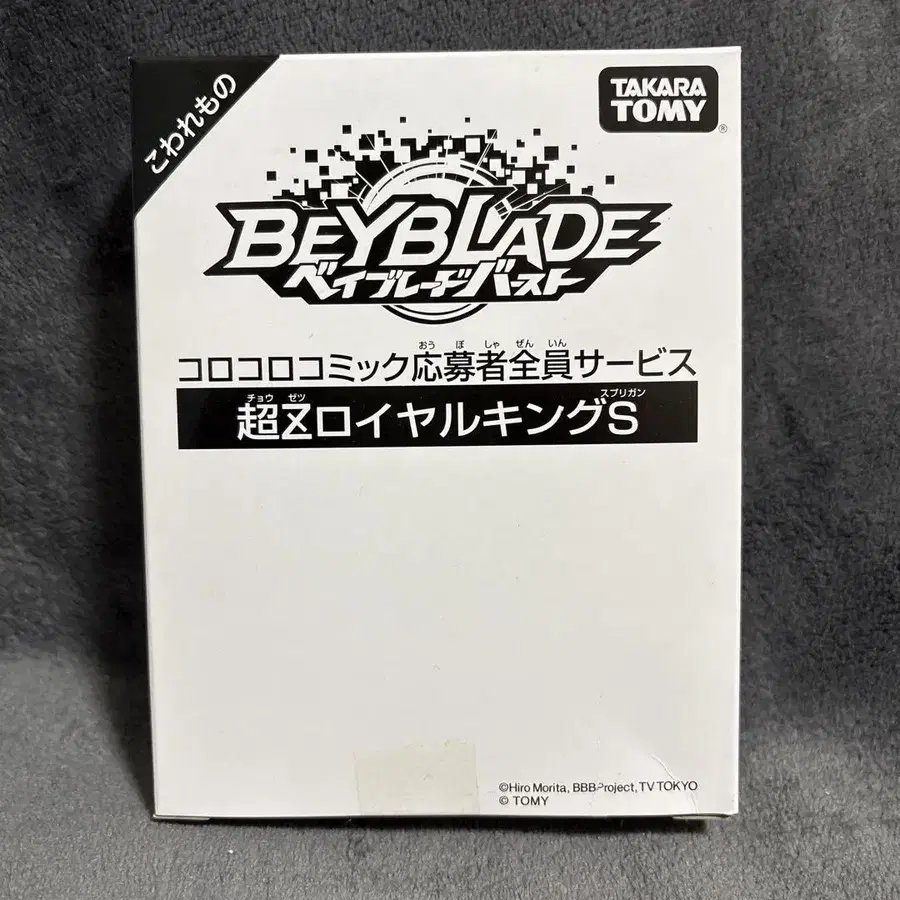 こわれもの
TAKARA
TOMY
®
BEYBLADE
ベイブレードバースト
おう ぼ しゃ ぜん いん
コロコロコミック応募者全員サービス
チョウ ゼツ スプリガン
超ZロイヤルキングS
©Hiro Morita, BBBProject, TV TOKYO
© TOMY